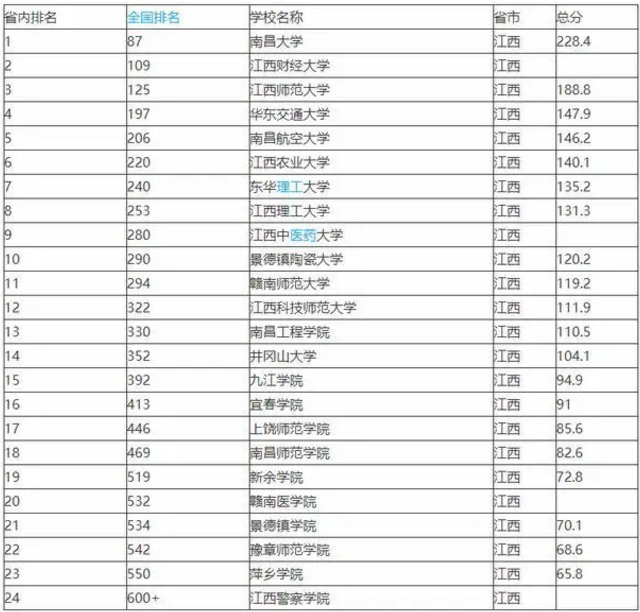 省内排名 全国排名 学校名称 省市 总分
1 87 南昌大学 江西 228.4
2 109 江西财经大学 江西
3 125 江西师范大学 江西 188.8
4 197 华东交通大学 江西 147.9
5 206 南昌航空大学 江西 146.2
6 220 江西农业大学 江西 140.1
7 240 东华理工大学 江西 135.2
8 253 江西理工大学 江西 131.3
9 280 江西中医药大学 江西
10 290 景德镇陶瓷大学 江西 120.2
11 294 赣南师范大学 江西 119.2
12 322 江西科技师范大学 江西 111.9
13 330 南昌工程学院 江西 110.5
14 352 井冈山大学 江西 104.1
15 392 九江学院 江西 94.9
16 413 宜春学院 江西 91
17 446 上饶师范学院 江西 85.6
18 469 南昌师范学院 江西 82.6
19 519 新余学院 江西 72.8
20 532 赣南医学院 江西
21 534 景德镇学院 江西 70.1
22 542 豫章师范学院 江西 68.6
23 550 萍乡学院 江西 65.8
24 600+ 江西警察学院 江西